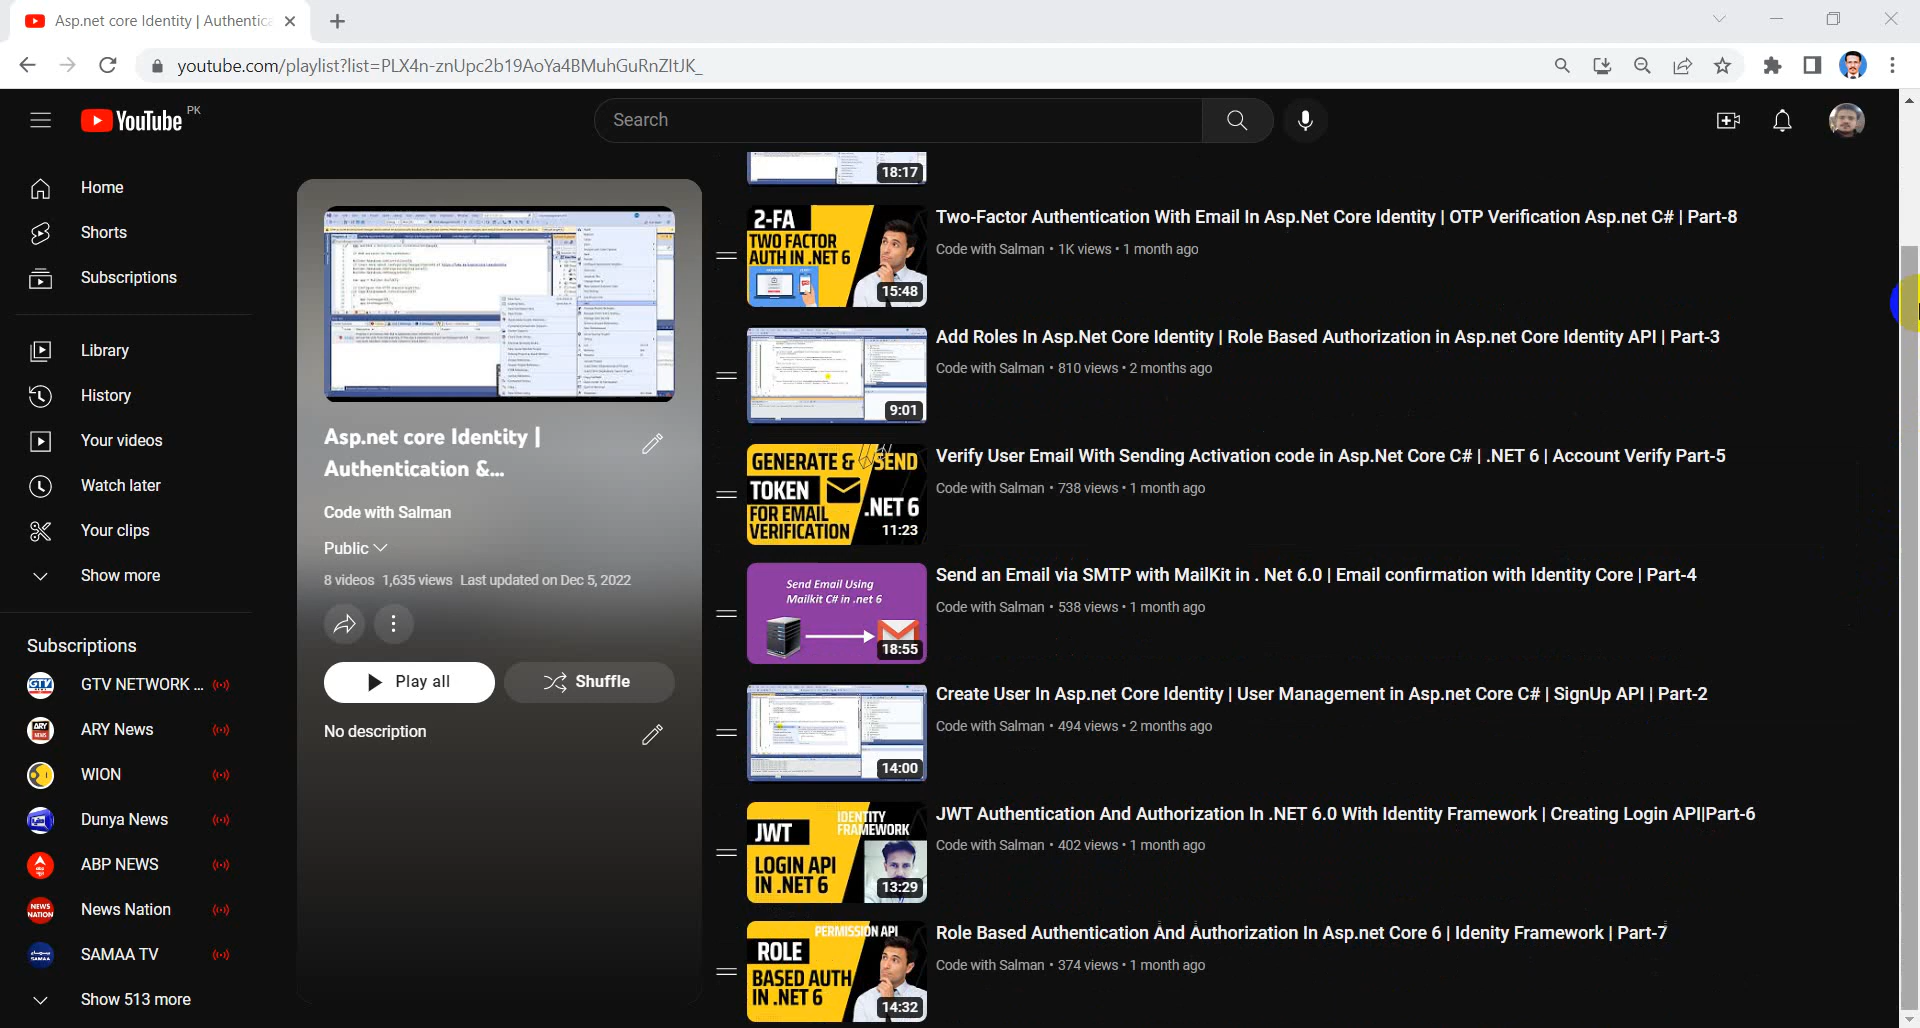 Asp.net core Identity | Authentica
youtube.com/playlist?list=PLX4n-znUpc2b19AoYa4BMuhGuRnZltJK_
YouTube PK
Search
Home
Shorts
Subscriptions
Library
History
Your videos
Watch later
Your clips
Show more
Subscriptions
GTV NETWORK ...
ARY News
WION
Dunya News
ABP NEWS
News Nation
SAMAA TV
Show 513 more
Asp.net core Identity |
Authentication &...
Code with Salman
Public
8 videos 1,635 views Last updated on Dec 5, 2022
Play all
Shuffle
No description
18:17
2-FA
TWO FACTOR
AUTH IN .NET 6
15:48
Two-Factor Authentication With Email In Asp.Net Core Identity | OTP Verification Asp.net C# | Part-8
Code with Salman • 1K views • 1 month ago
9:01
Add Roles In Asp.Net Core Identity | Role Based Authorization in Asp.net Core Identity API | Part-3
Code with Salman • 810 views • 2 months ago
GENERATE & SEND
TOKEN
FOR EMAIL
VERIFICATION
.NET 6
11:23
Verify User Email With Sending Activation code in Asp.Net Core C# | .NET 6 | Account Verify Part-5
Code with Salman • 738 views • 1 month ago
Send Email Using
Mailkit C# in .net 6
18:55
Send an Email via SMTP with MailKit in . Net 6.0 | Email confirmation with Identity Core | Part-4
Code with Salman • 538 views • 1 month ago
14:00
Create User In Asp.net Core Identity | User Management in Asp.net Core C# | SignUp API | Part-2
Code with Salman • 494 views • 2 months ago
IDENTITY
FRAMEWORK
JWT
LOGIN API
IN .NET 6
13:29
JWT Authentication And Authorization In .NET 6.0 With Identity Framework | Creating Login API|Part-6
Code with Salman • 402 views • 1 month ago
PERMISSION API
ROLE
BASED AUTH
IN .NET 6
14:32
Role Based Authentication And Authorization In Asp.net Core 6 | Idenity Framework | Part-7
Code with Salman • 374 views • 1 month ago